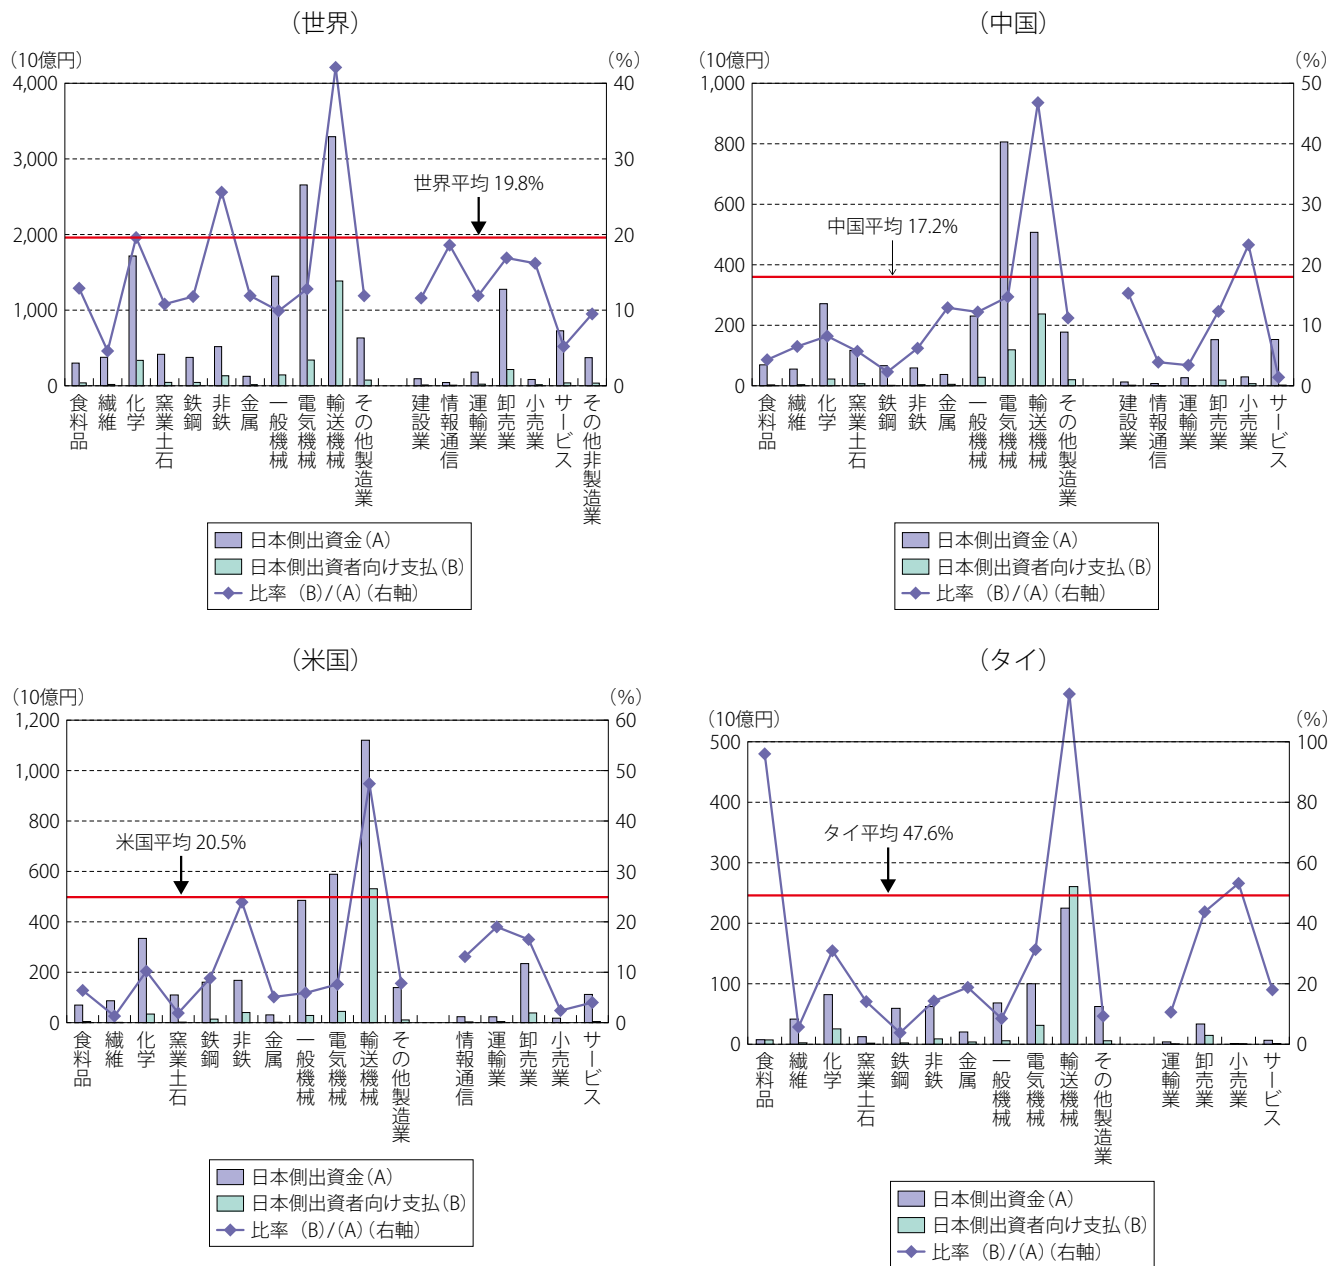 （世界）
（10億円）
（％）
4,000
3,000
2,000
1,000
0
40
30
20
10
0
世界平均 19.8%
食料品
繊維
化学
窯業土石
鉄鋼
非鉄
金属
一般機械
電気機械
輸送機械
その他製造業
建設業
情報通信
運輸業
卸売業
小売業
サービス
その他非製造業
日本側出資金（A）
日本側出資者向け支払（B）
比率（B）/（A）（右軸）
（中国）
（10億円）
（％）
1,000
800
600
400
200
0
50
40
30
20
10
0
中国平均 17.2%
食料品
繊維
化学
窯業土石
鉄鋼
非鉄
金属
一般機械
電気機械
輸送機械
その他製造業
建設業
情報通信
運輸業
卸売業
小売業
サービス
日本側出資金（A）
日本側出資者向け支払（B）
比率（B）/（A）（右軸）
（米国）
（10億円）
（％）
1,200
1,000
800
600
400
200
0
60
50
40
30
20
10
0
米国平均 20.5%
食料品
繊維
化学
窯業土石
鉄鋼
非鉄
金属
一般機械
電気機械
輸送機械
その他製造業
情報通信
運輸業
卸売業
小売業
サービス
日本側出資金（A）
日本側出資者向け支払（B）
比率（B）/（A）（右軸）
（タイ）
（10億円）
（％）
500
400
300
200
100
0
100
80
60
40
20
0
タイ平均 47.6%
食料品
繊維
化学
窯業土石
鉄鋼
非鉄
金属
一般機械
電気機械
輸送機械
その他製造業
運輸業
卸売業
小売業
サービス
日本側出資金（A）
日本側出資者向け支払（B）
比率（B）/（A）（右軸）